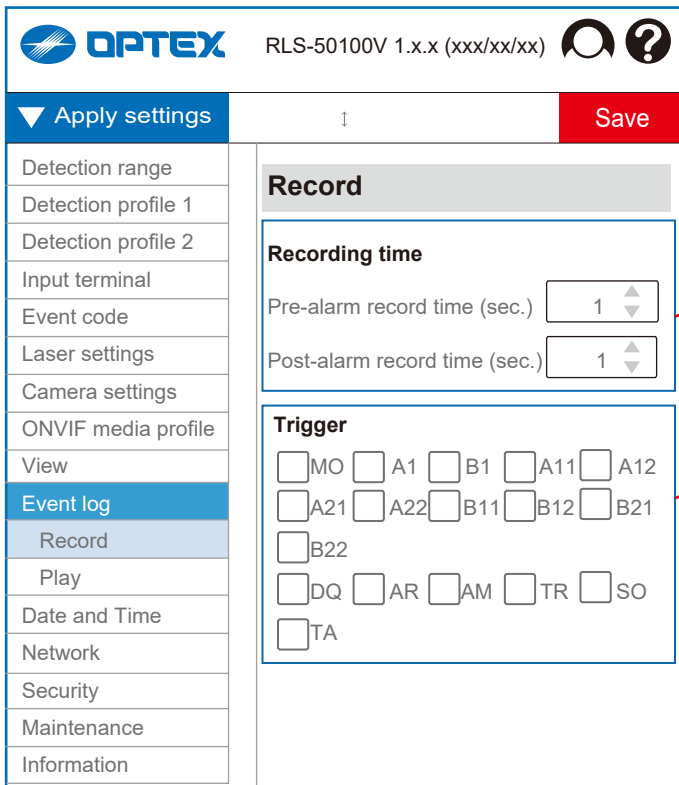 OPTEX
RLS-50100V 1.x.x (xxx/xx/xx)
?
Apply settings
Save
Detection range
Detection profile 1
Detection profile 2
Input terminal
Event code
Laser settings
Camera settings
ONVIF media profile
View
Event log
Record
Play
Date and Time
Network
Security
Maintenance
Information
Record
Recording time
Pre-alarm record time (sec.) 1
Post-alarm record time (sec.) 1
Trigger
MO A1 B1 A11 A12
A21 A22 B11 B12 B21
B22
DQ AR AM TR SO
TA